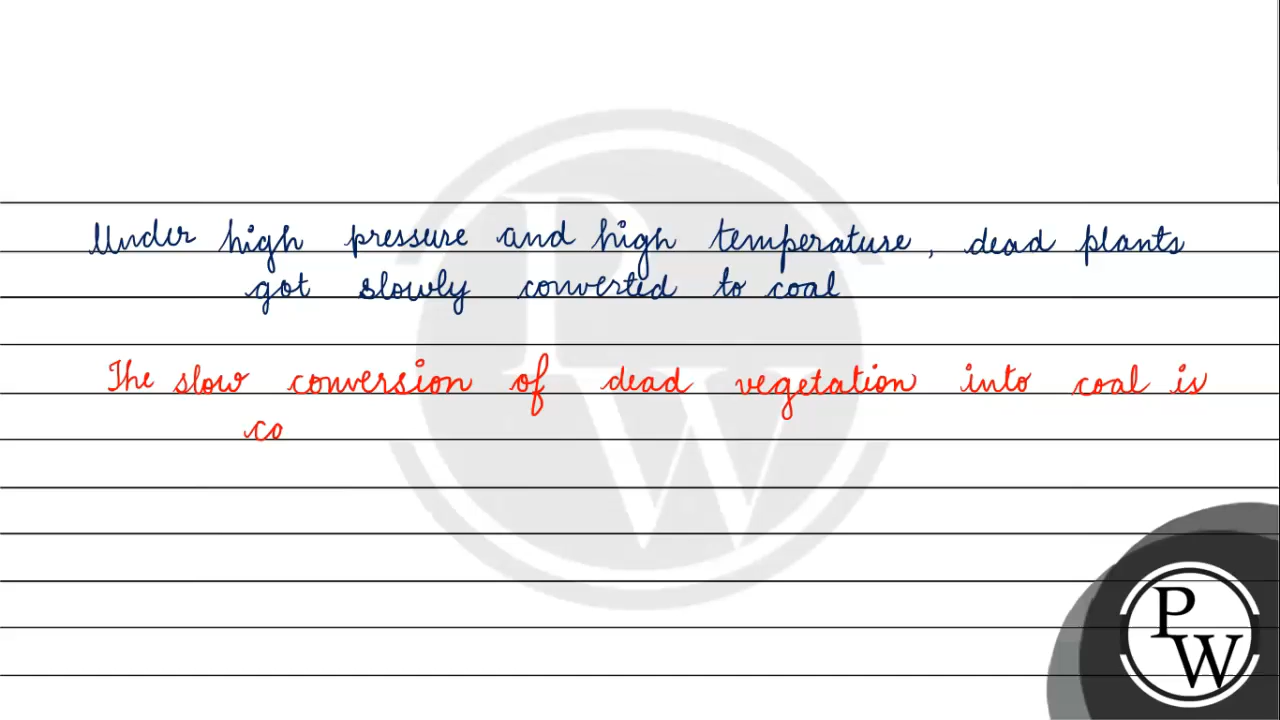 Under high pressure and high temperature, dead plants
got slowly converted to coal
The slow conversion of dead vegetation into coal is
co
P
W
P
W